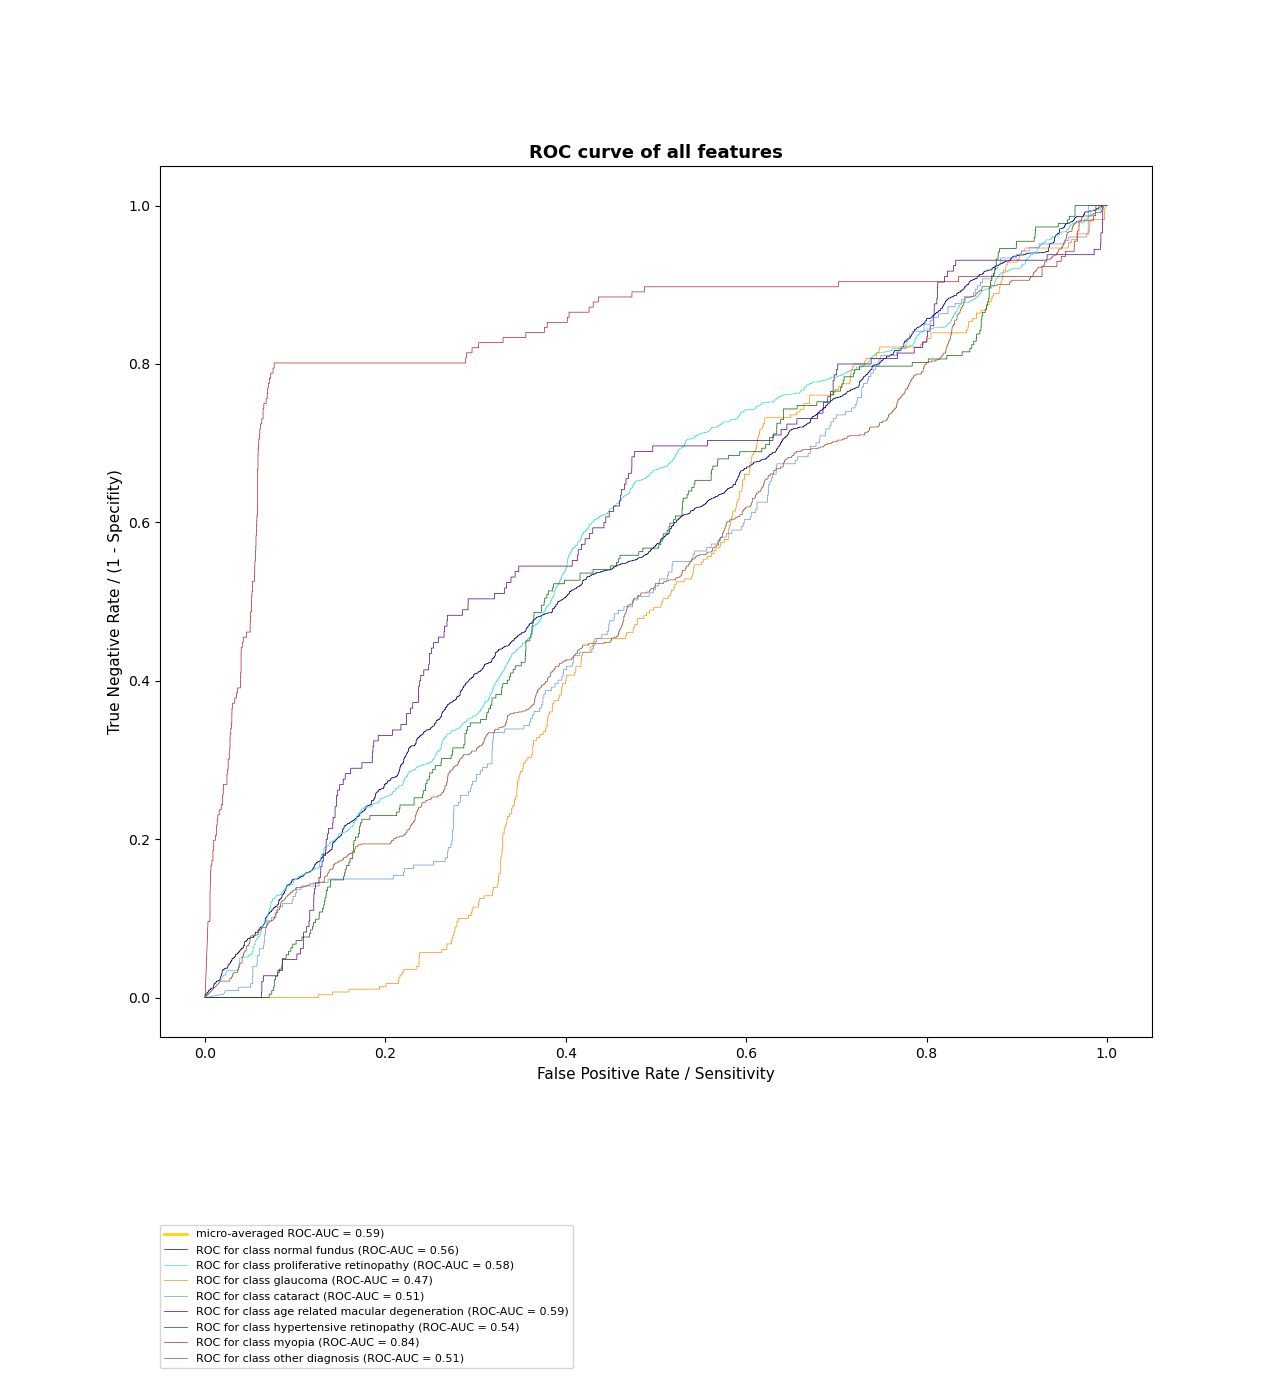 ROC curve of all features
1.0
0.8
0.6
0.4
0.2
0.0
True Negative Rate / (1 - Specifity)
0.0 0.2 0.4 0.6 0.8 1.0
False Positive Rate / Sensitivity
micro-averaged ROC-AUC = 0.59)
ROC for class normal fundus (ROC-AUC = 0.56)
ROC for class proliferative retinopathy (ROC-AUC = 0.58)
ROC for class glaucoma (ROC-AUC = 0.47)
ROC for class cataract (ROC-AUC = 0.51)
ROC for class age related macular degeneration (ROC-AUC = 0.59)
ROC for class hypertensive retinopathy (ROC-AUC = 0.54)
ROC for class myopia (ROC-AUC = 0.84)
ROC for class other diagnosis (ROC-AUC = 0.51)